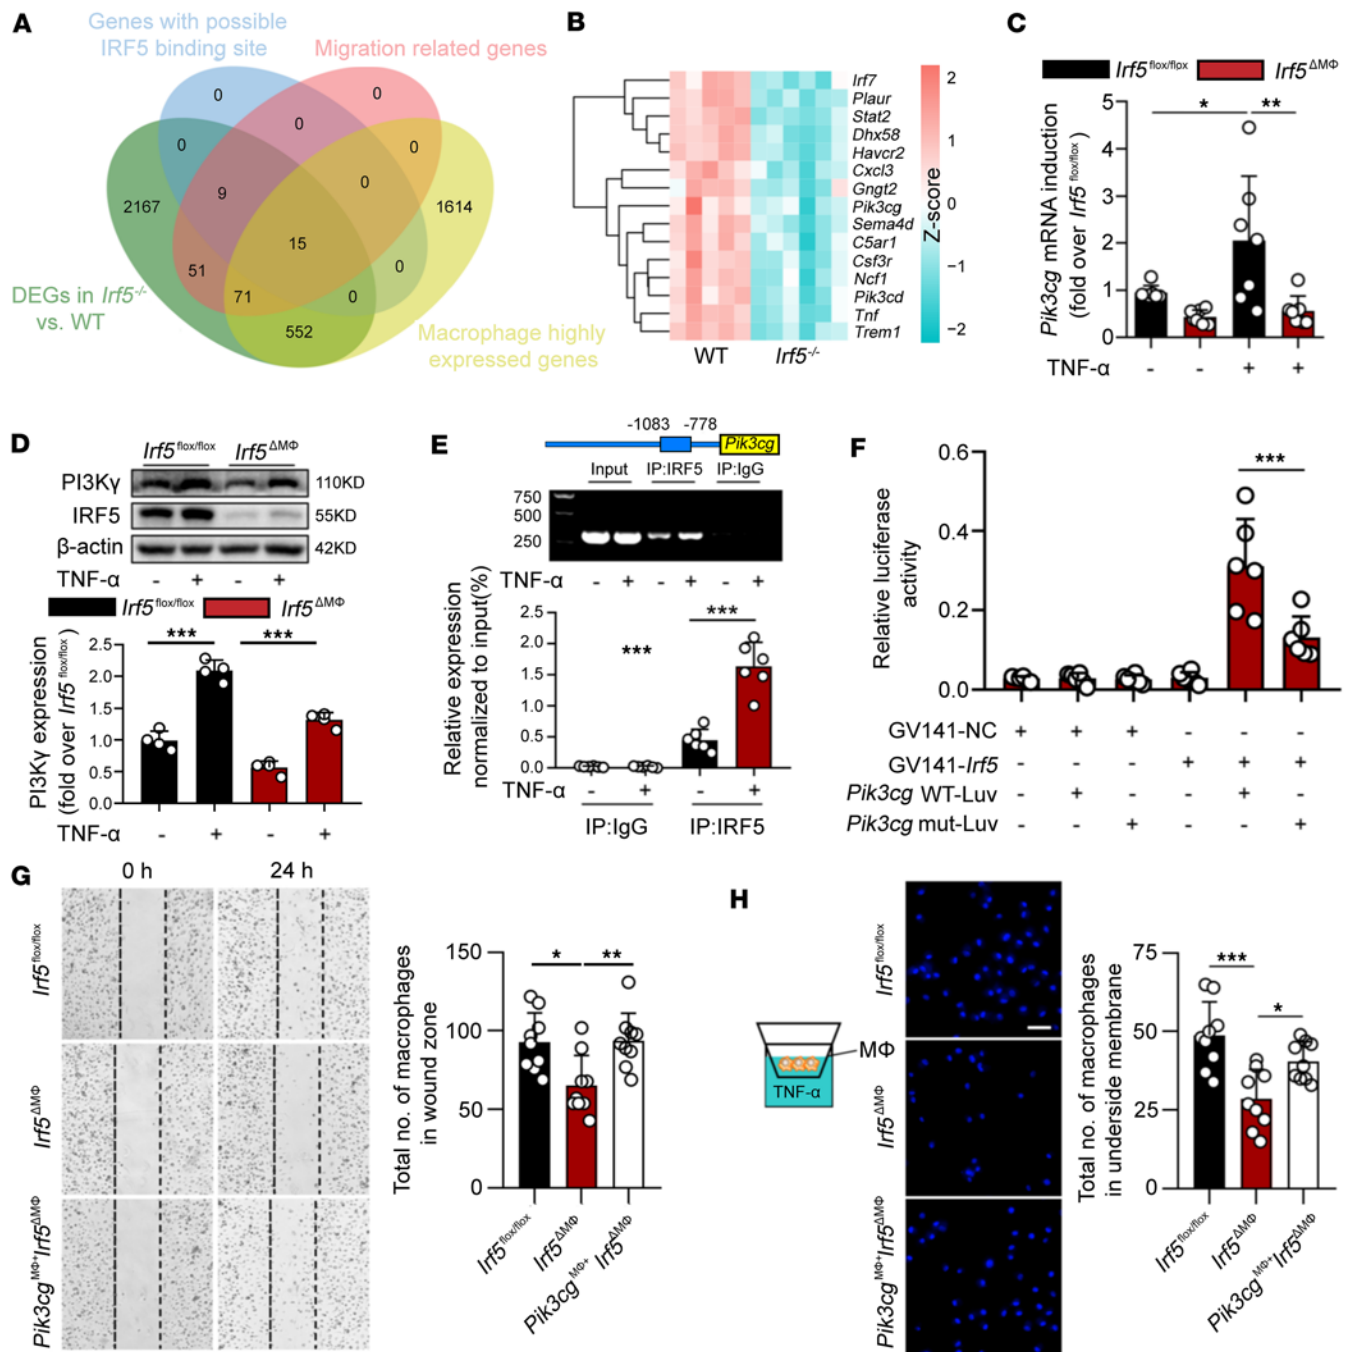 A
Genes with possible
IRF5 binding site
Migration related genes
0
0
0
0
0
9
0
2167
1614
15
51
0
71
0
552
DEGs in Irf5-/-
vs. WT
Macrophage highly
expressed genes
B
Irf7
Plaur
Stat2
Dhx58
Havcr2
Cxcl3
Gngt2
Pik3cg
Sema4d
C5ar1
Csf3r
Ncf1
Pik3cd
Tnf
Trem1
WT
Irf5-/-
2
1
0
−1
−2
Z-score
C
Irf5flox/flox
Irf5ΔMΦ
Pik3cg mRNA induction
(fold over Irf5flox/flox)
5
4
3
2
1
0
*
**
TNF-α
- - + +
D
Irf5flox/flox
Irf5ΔMΦ
PI3Kγ
110KD
IRF5
55KD
β-actin
42KD
TNF-α
- + - +
Irf5flox/flox
Irf5ΔMΦ
PI3Kγ expression
(fold over Irf5flox/flox)
2.5
2.0
1.5
1.0
0.5
0.0
***
***
TNF-α
- + - +
E
-1083
-778
Pik3cg
Input
IP:IRF5
IP:IgG
750
500
250
TNF-α
- + - + - +
Relative expression
normalized to input(%)
2.5
2.0
1.5
1.0
0.5
0.0
***
***
TNF-α
- + - +
IP:IgG
IP:IRF5
F
Relative luciferase
activity
0.6
0.4
0.2
0.0
***
GV141-NC + + + - - -
GV141-Irf5 - - - + + +
Pik3cg WT-Luv - + - - + -
Pik3cg mut-Luv - - + - - +
G
0 h
24 h
Irf5flox/flox
Irf5ΔMΦ
Pik3cgMΦ+Irf5ΔMΦ
Total no. of macrophages
in wound zone
150
100
50
0
*
**
Irf5flox/flox
Irf5ΔMΦ
Pik3cgMΦ+Irf5ΔMΦ
H
MΦ
TNF-α
Irf5flox/flox
Irf5ΔMΦ
Pik3cgMΦ+Irf5ΔMΦ
Total no. of macrophages
in underside membrane
75
50
25
0
***
*
Irf5flox/flox
Irf5ΔMΦ
Pik3cgMΦ+Irf5ΔMΦ